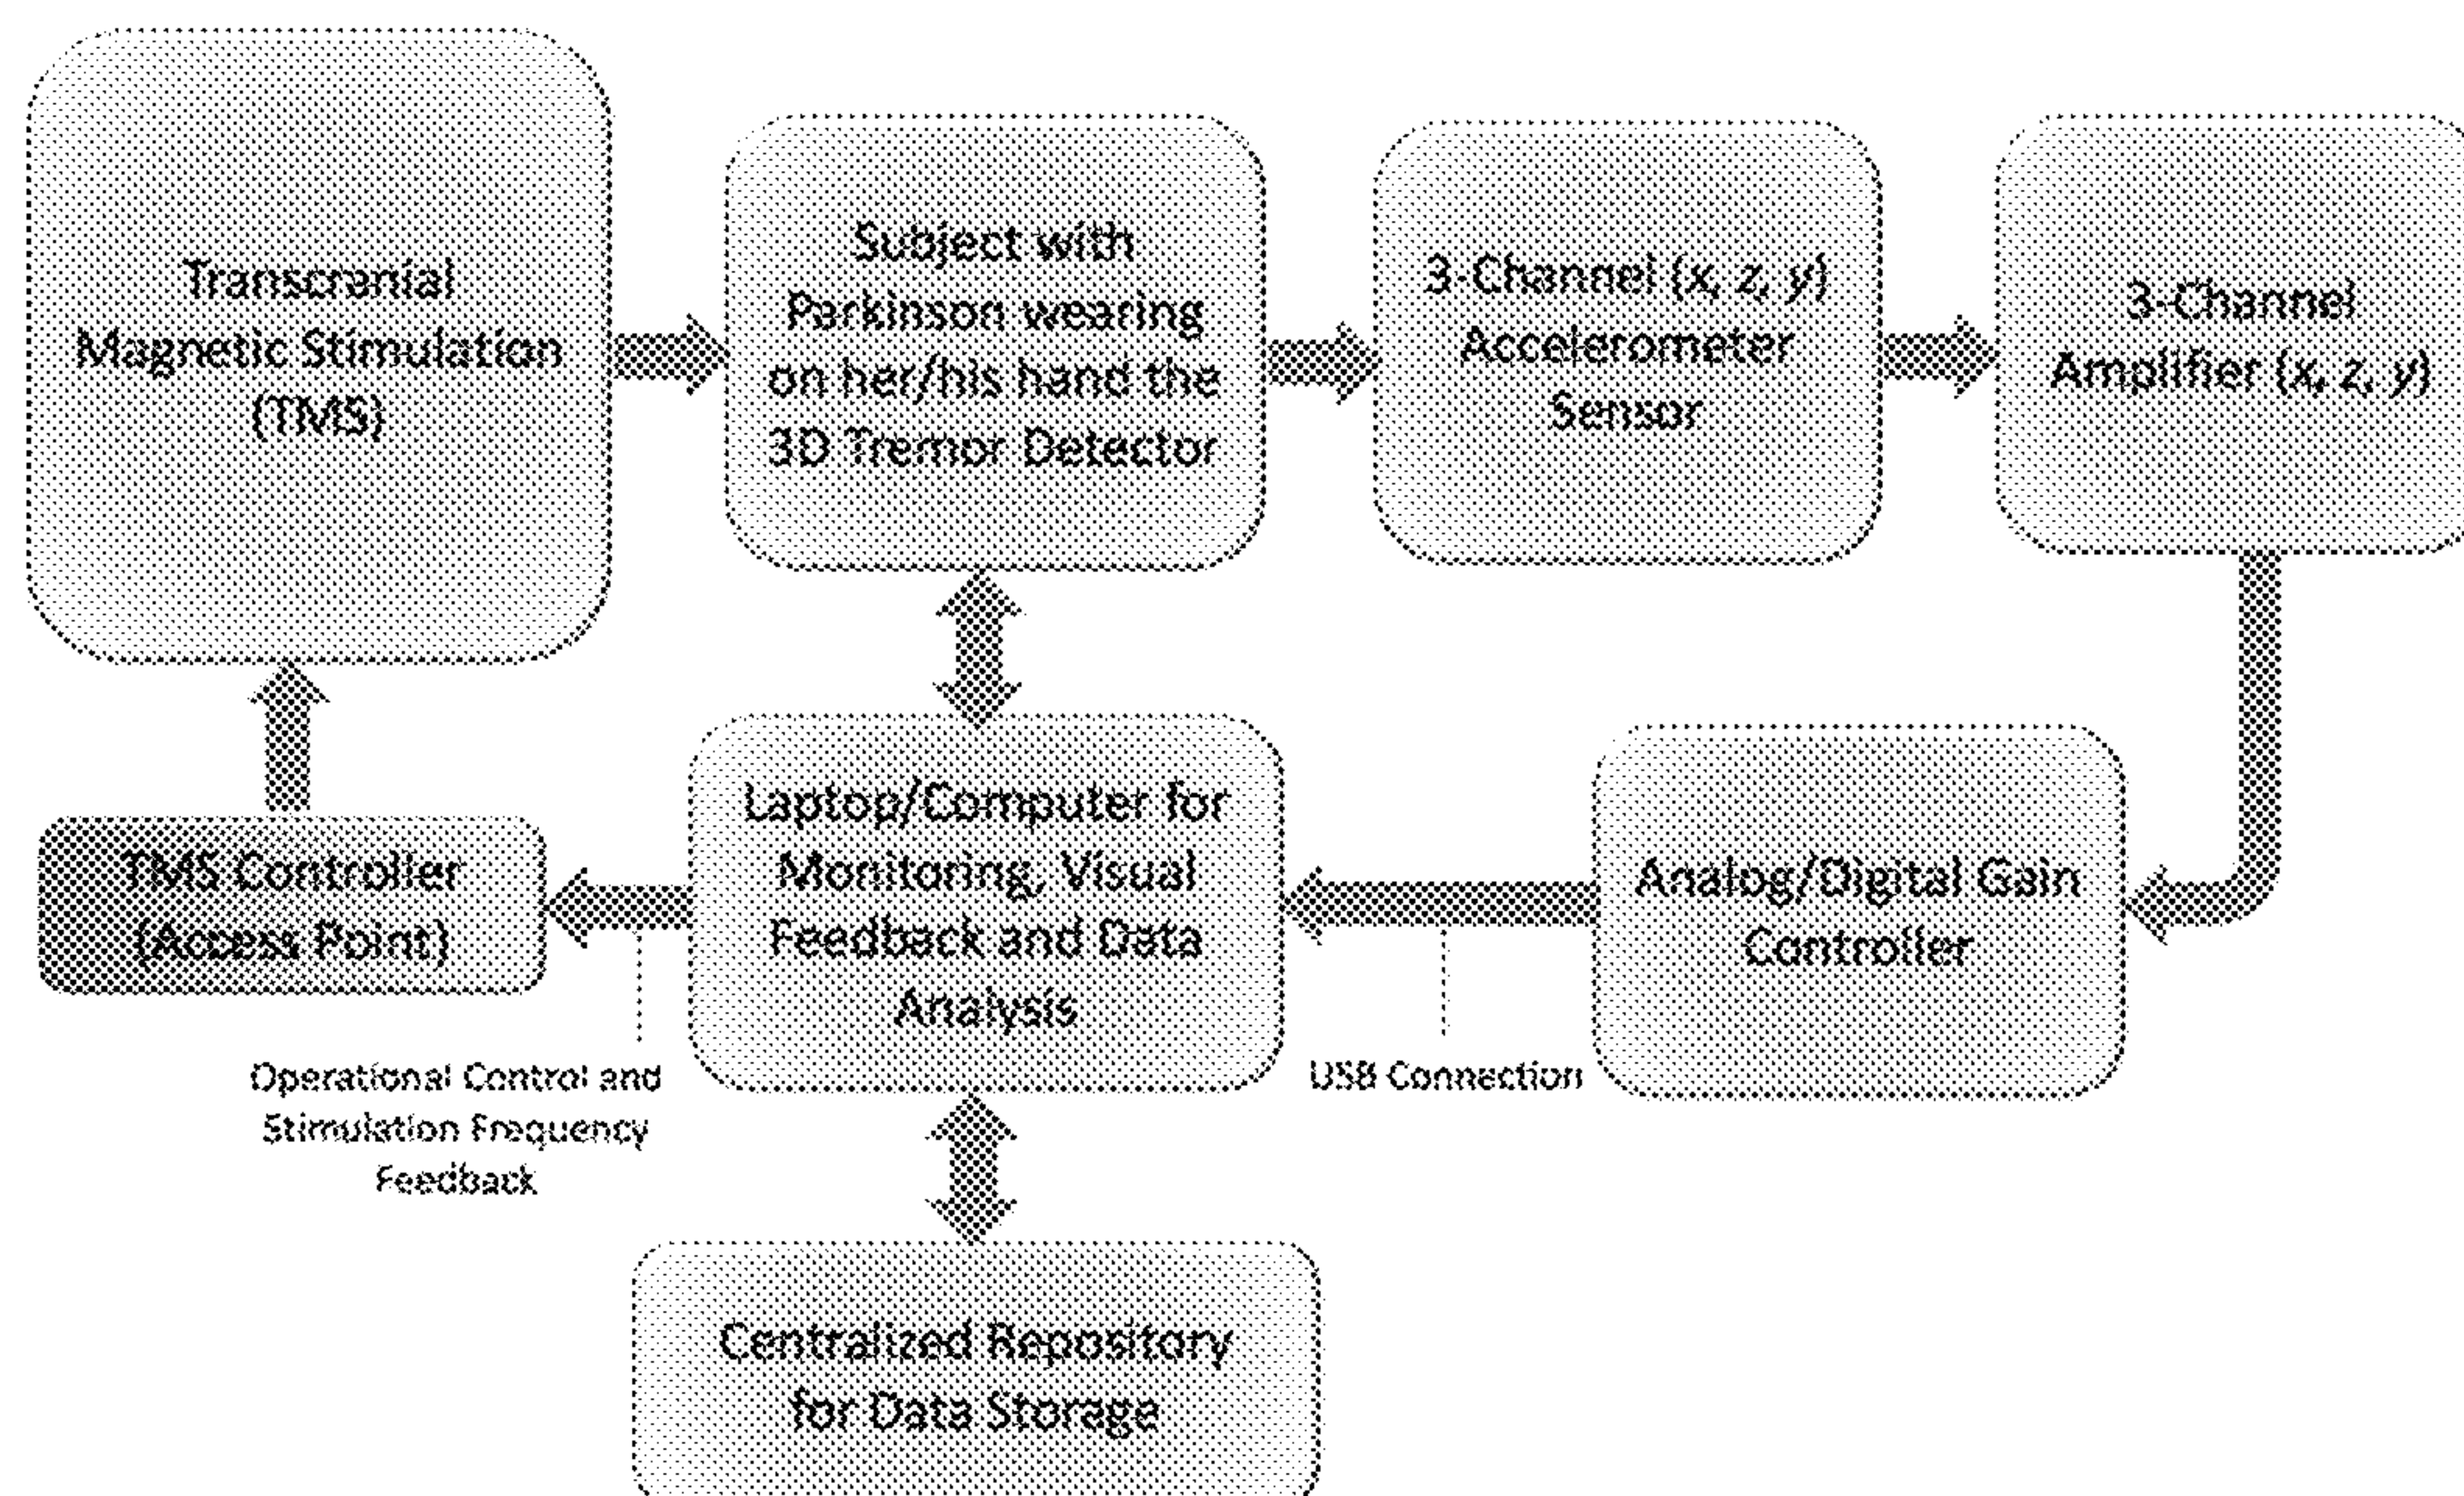 Transcranial
Magnetic Stimulation
(TMS)
Subject with
Parkinson wearing
on her/his hand the
3D Tremor Detector
3-Channel (x, z, y)
Accelerometer
Sensor
3-Channel
Amplifier (x, z, y)
TMS Controller
(Access Point)
Laptop/Computer for
Monitoring, Visual
Feedback and Data
Analysis
Analog/Digital Gain
Controller
Operational Control and
Stimulation Frequency
Feedback
USB Connection
Centralized Repository
for Data Storage